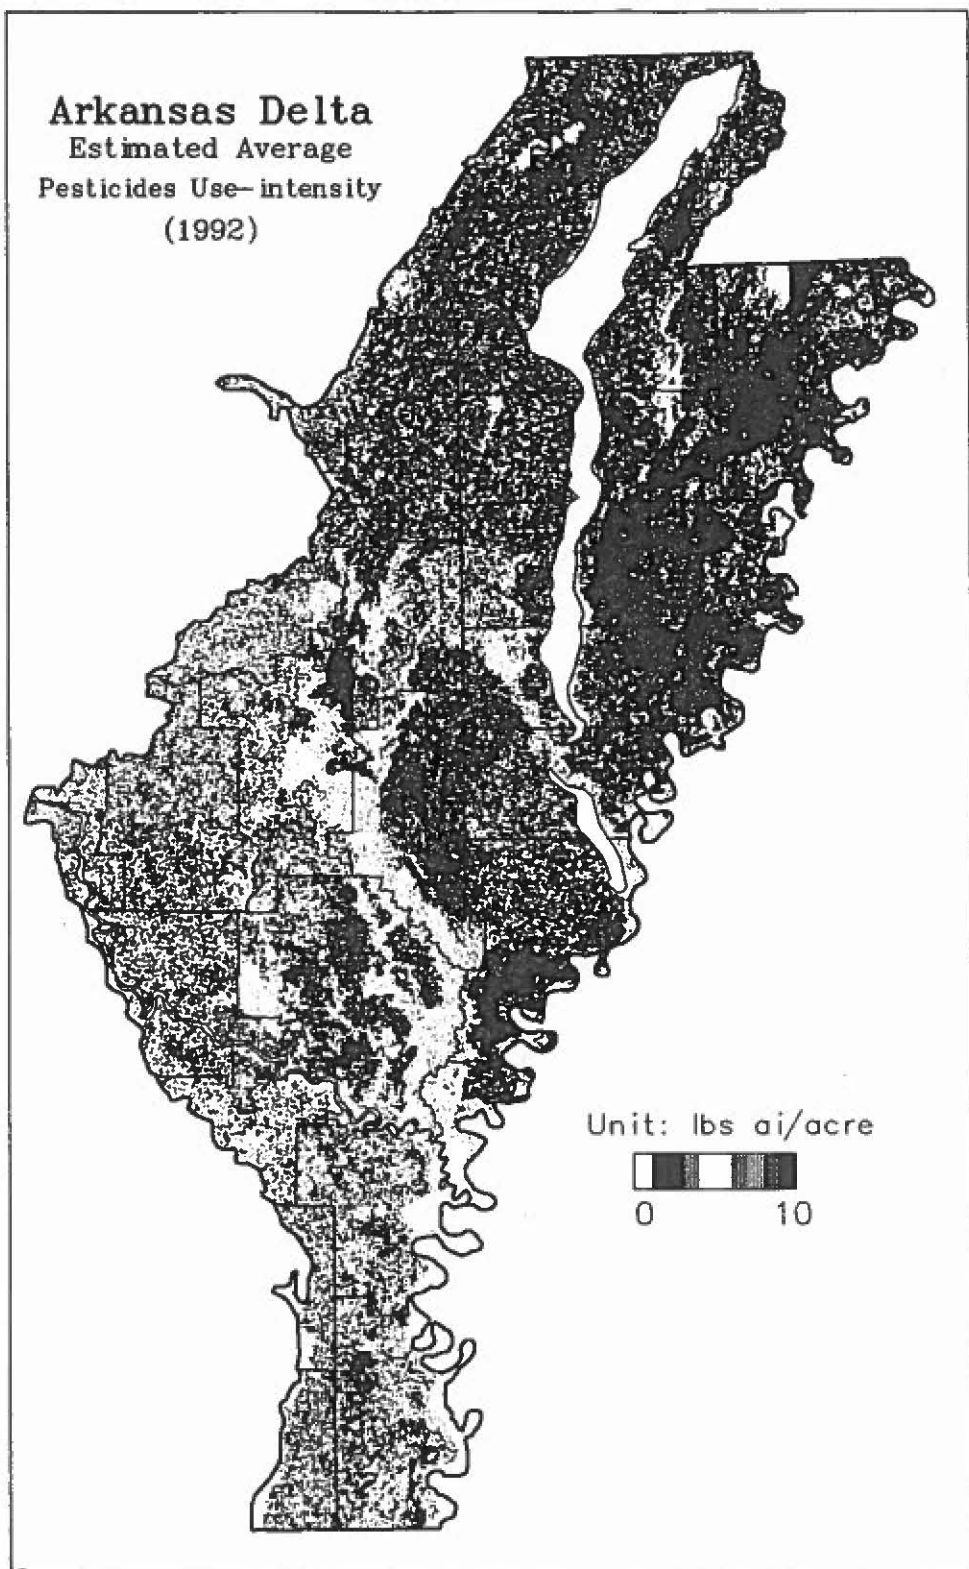 Arkansas Delta
Estimated Average
Pesticides Use-intensity
(1992)
Unit: lbs ai/acre
0 10